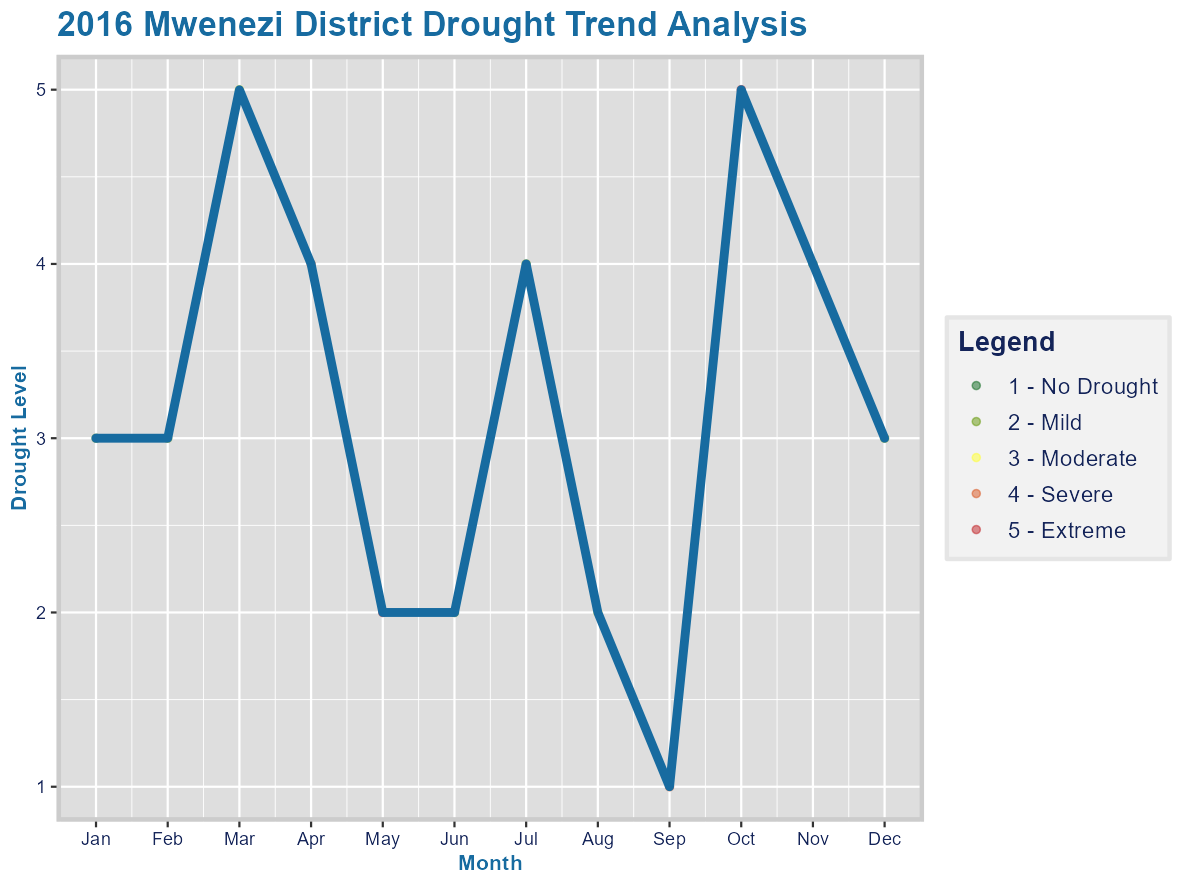 2016 Mwenezi District Drought Trend Analysis
Drought Level
5
4
3
2
1
Jan Feb Mar Apr May Jun Jul Aug Sep Oct Nov Dec
Month
Legend
1 - No Drought
2 - Mild
3 - Moderate
4 - Severe
5 - Extreme